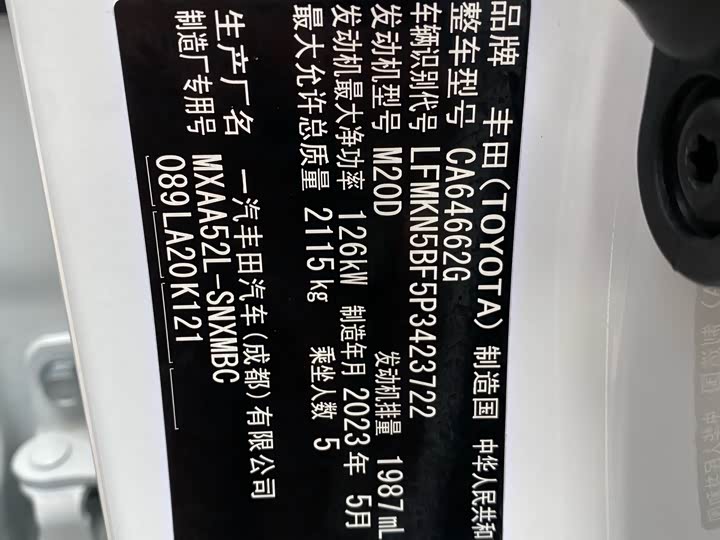 品牌 丰田(TOYOTA) 制造国 中华人民共和
整车型号 CA64662G
车辆识别代号 LFMKN5BF5P3423722
发动机型号 M20D 发动机排量 1987mL
发动机最大净功率 126kW 制造年月 2023年 5月
最大允许总质量 2115kg 乘坐人数 5
生产厂名 一汽丰田汽车(成都)有限公司
制造厂专用号 MXAA52L-SNXMBC
089LA20K121